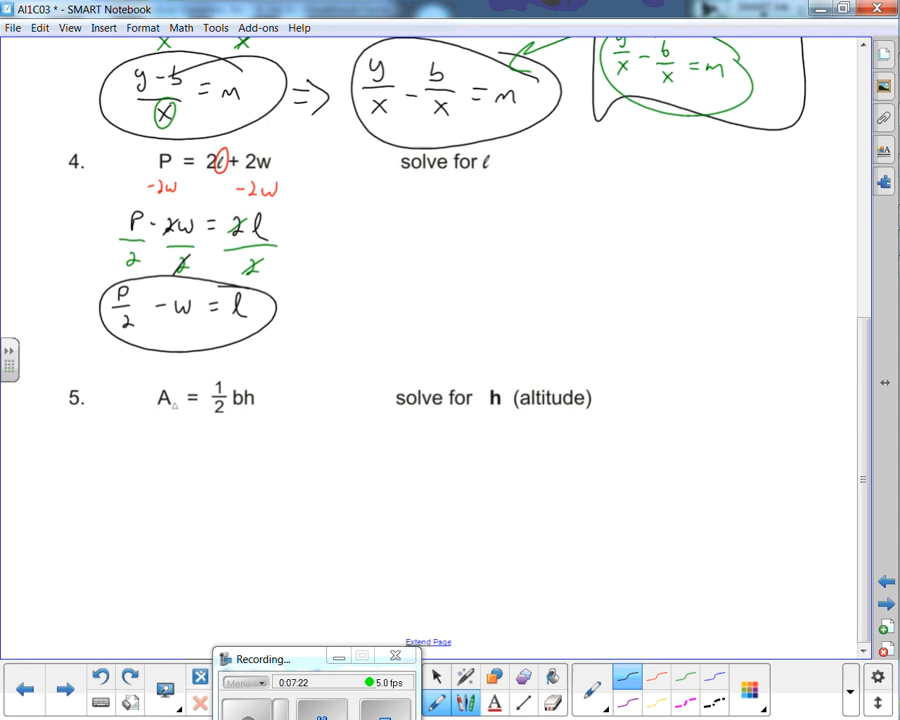 AI1C03 * - SMART Notebook
File Edit View Insert Format Math Tools Add-ons Help
x x
y - b / x = m ⇒ y/x - b/x = m
y/x - b/x = m
4. P = 2ℓ + 2w solve for ℓ
-2w -2w
P - 2w = 2l
2 2 2
P/2 - w = l
5. A△ = 1/2 bh solve for h (altitude)
Extend Page
Recording...
Menu 0:07:22 5.0 fps
A